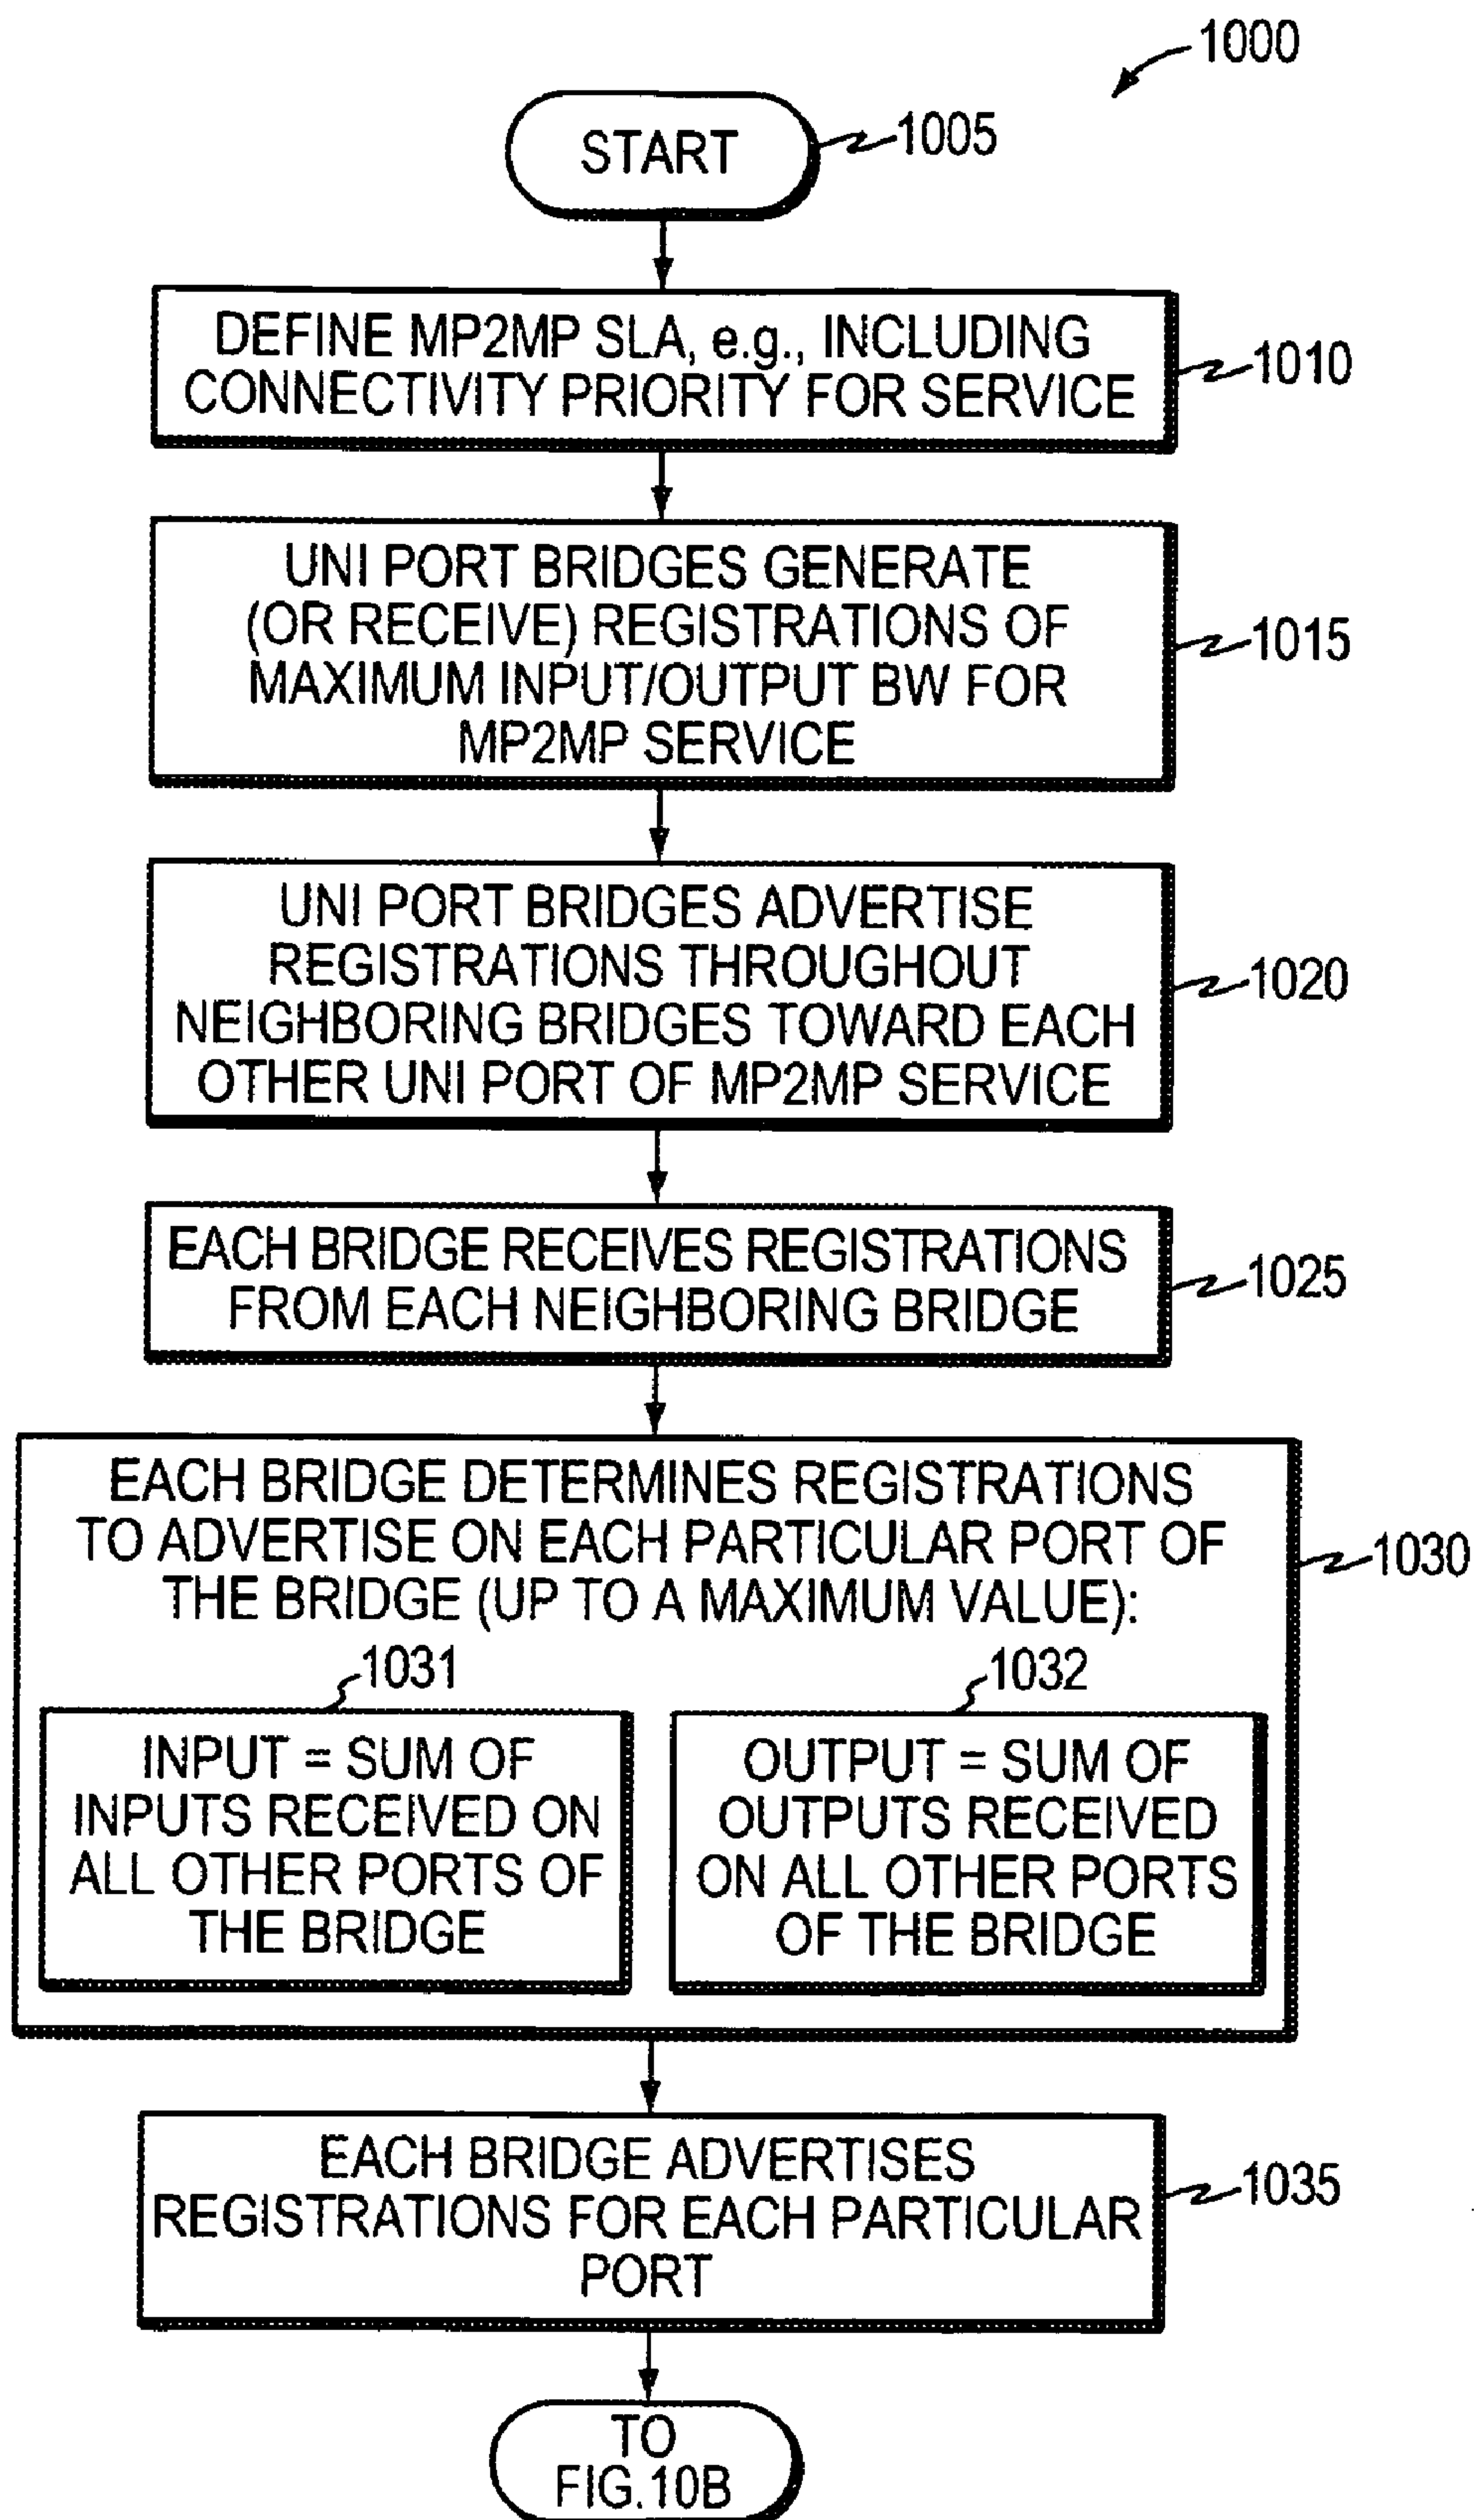 1000
START
1005
DEFINE MP2MP SLA, e.g., INCLUDING
CONNECTIVITY PRIORITY FOR SERVICE
1010
UNI PORT BRIDGES GENERATE
(OR RECEIVE) REGISTRATIONS OF
MAXIMUM INPUT/OUTPUT BW FOR
MP2MP SERVICE
1015
UNI PORT BRIDGES ADVERTISE
REGISTRATIONS THROUGHOUT
NEIGHBORING BRIDGES TOWARD EACH
OTHER UNI PORT OF MP2MP SERVICE
1020
EACH BRIDGE RECEIVES REGISTRATIONS
FROM EACH NEIGHBORING BRIDGE
1025
EACH BRIDGE DETERMINES REGISTRATIONS
TO ADVERTISE ON EACH PARTICULAR PORT OF
THE BRIDGE (UP TO A MAXIMUM VALUE):
1030
1031
INPUT = SUM OF
INPUTS RECEIVED ON
ALL OTHER PORTS OF
THE BRIDGE
1032
OUTPUT = SUM OF
OUTPUTS RECEIVED
ON ALL OTHER PORTS
OF THE BRIDGE
EACH BRIDGE ADVERTISES
REGISTRATIONS FOR EACH PARTICULAR
PORT
1035
TO
FIG.10B